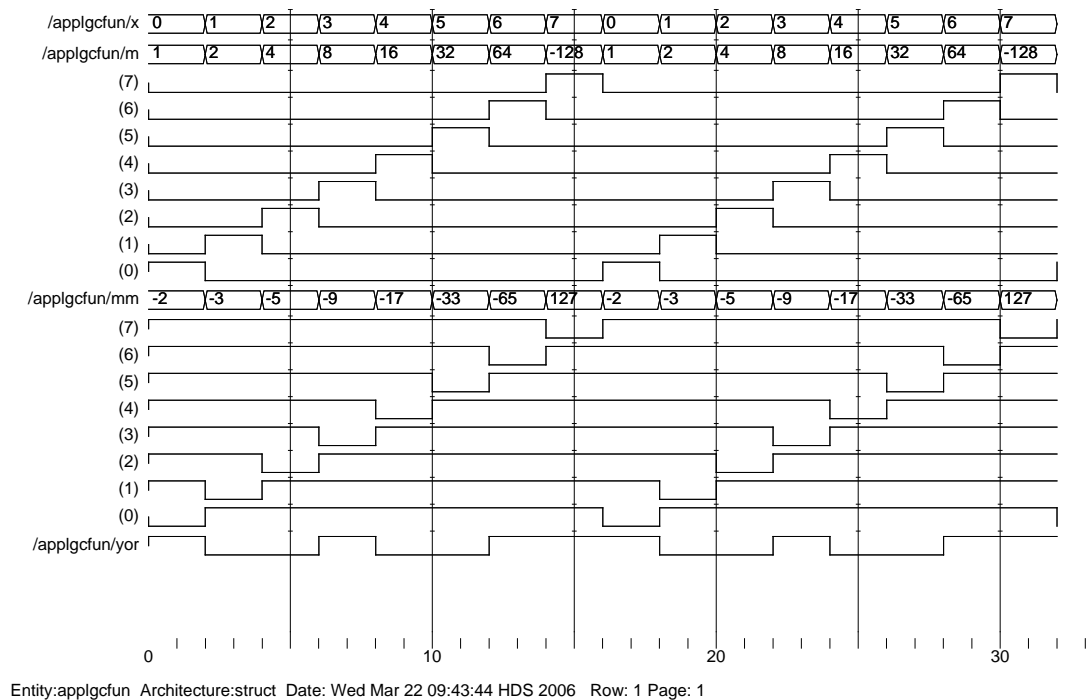 /applgcfun/x 0 1 2 3 4 5 6 7 0 1 2 3 4 5 6 7
/applgcfun/m 1 2 4 8 16 32 64 -128 1 2 4 8 16 32 64 -128
(7)
(6)
(5)
(4)
(3)
(2)
(1)
(0)
/applgcfun/mm -2 -3 -5 -9 -17 -33 -65 127 -2 -3 -5 -9 -17 -33 -65 127
(7)
(6)
(5)
(4)
(3)
(2)
(1)
(0)
/applgcfun/yor
0 10 20 30
Entity:applgcfun Architecture:struct Date: Wed Mar 22 09:43:44 HDS 2006 Row: 1 Page: 1